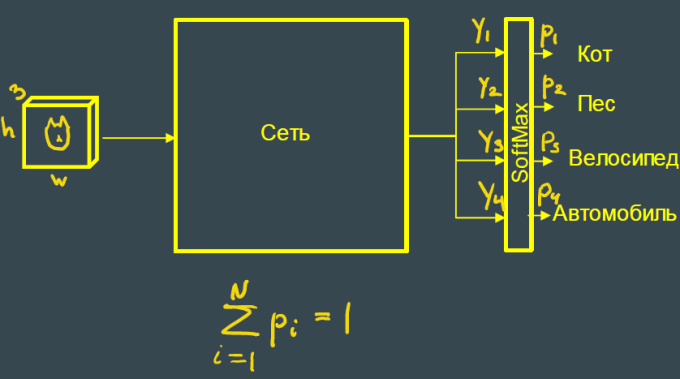 y₁ p₁ Кот
y₂ p₂ Пес
3
h
w
Сеть
SoftMax
y₃ p₃ Велосипед
y₄ p₄ Автомобиль
N
∑ pᵢ = 1
i=1